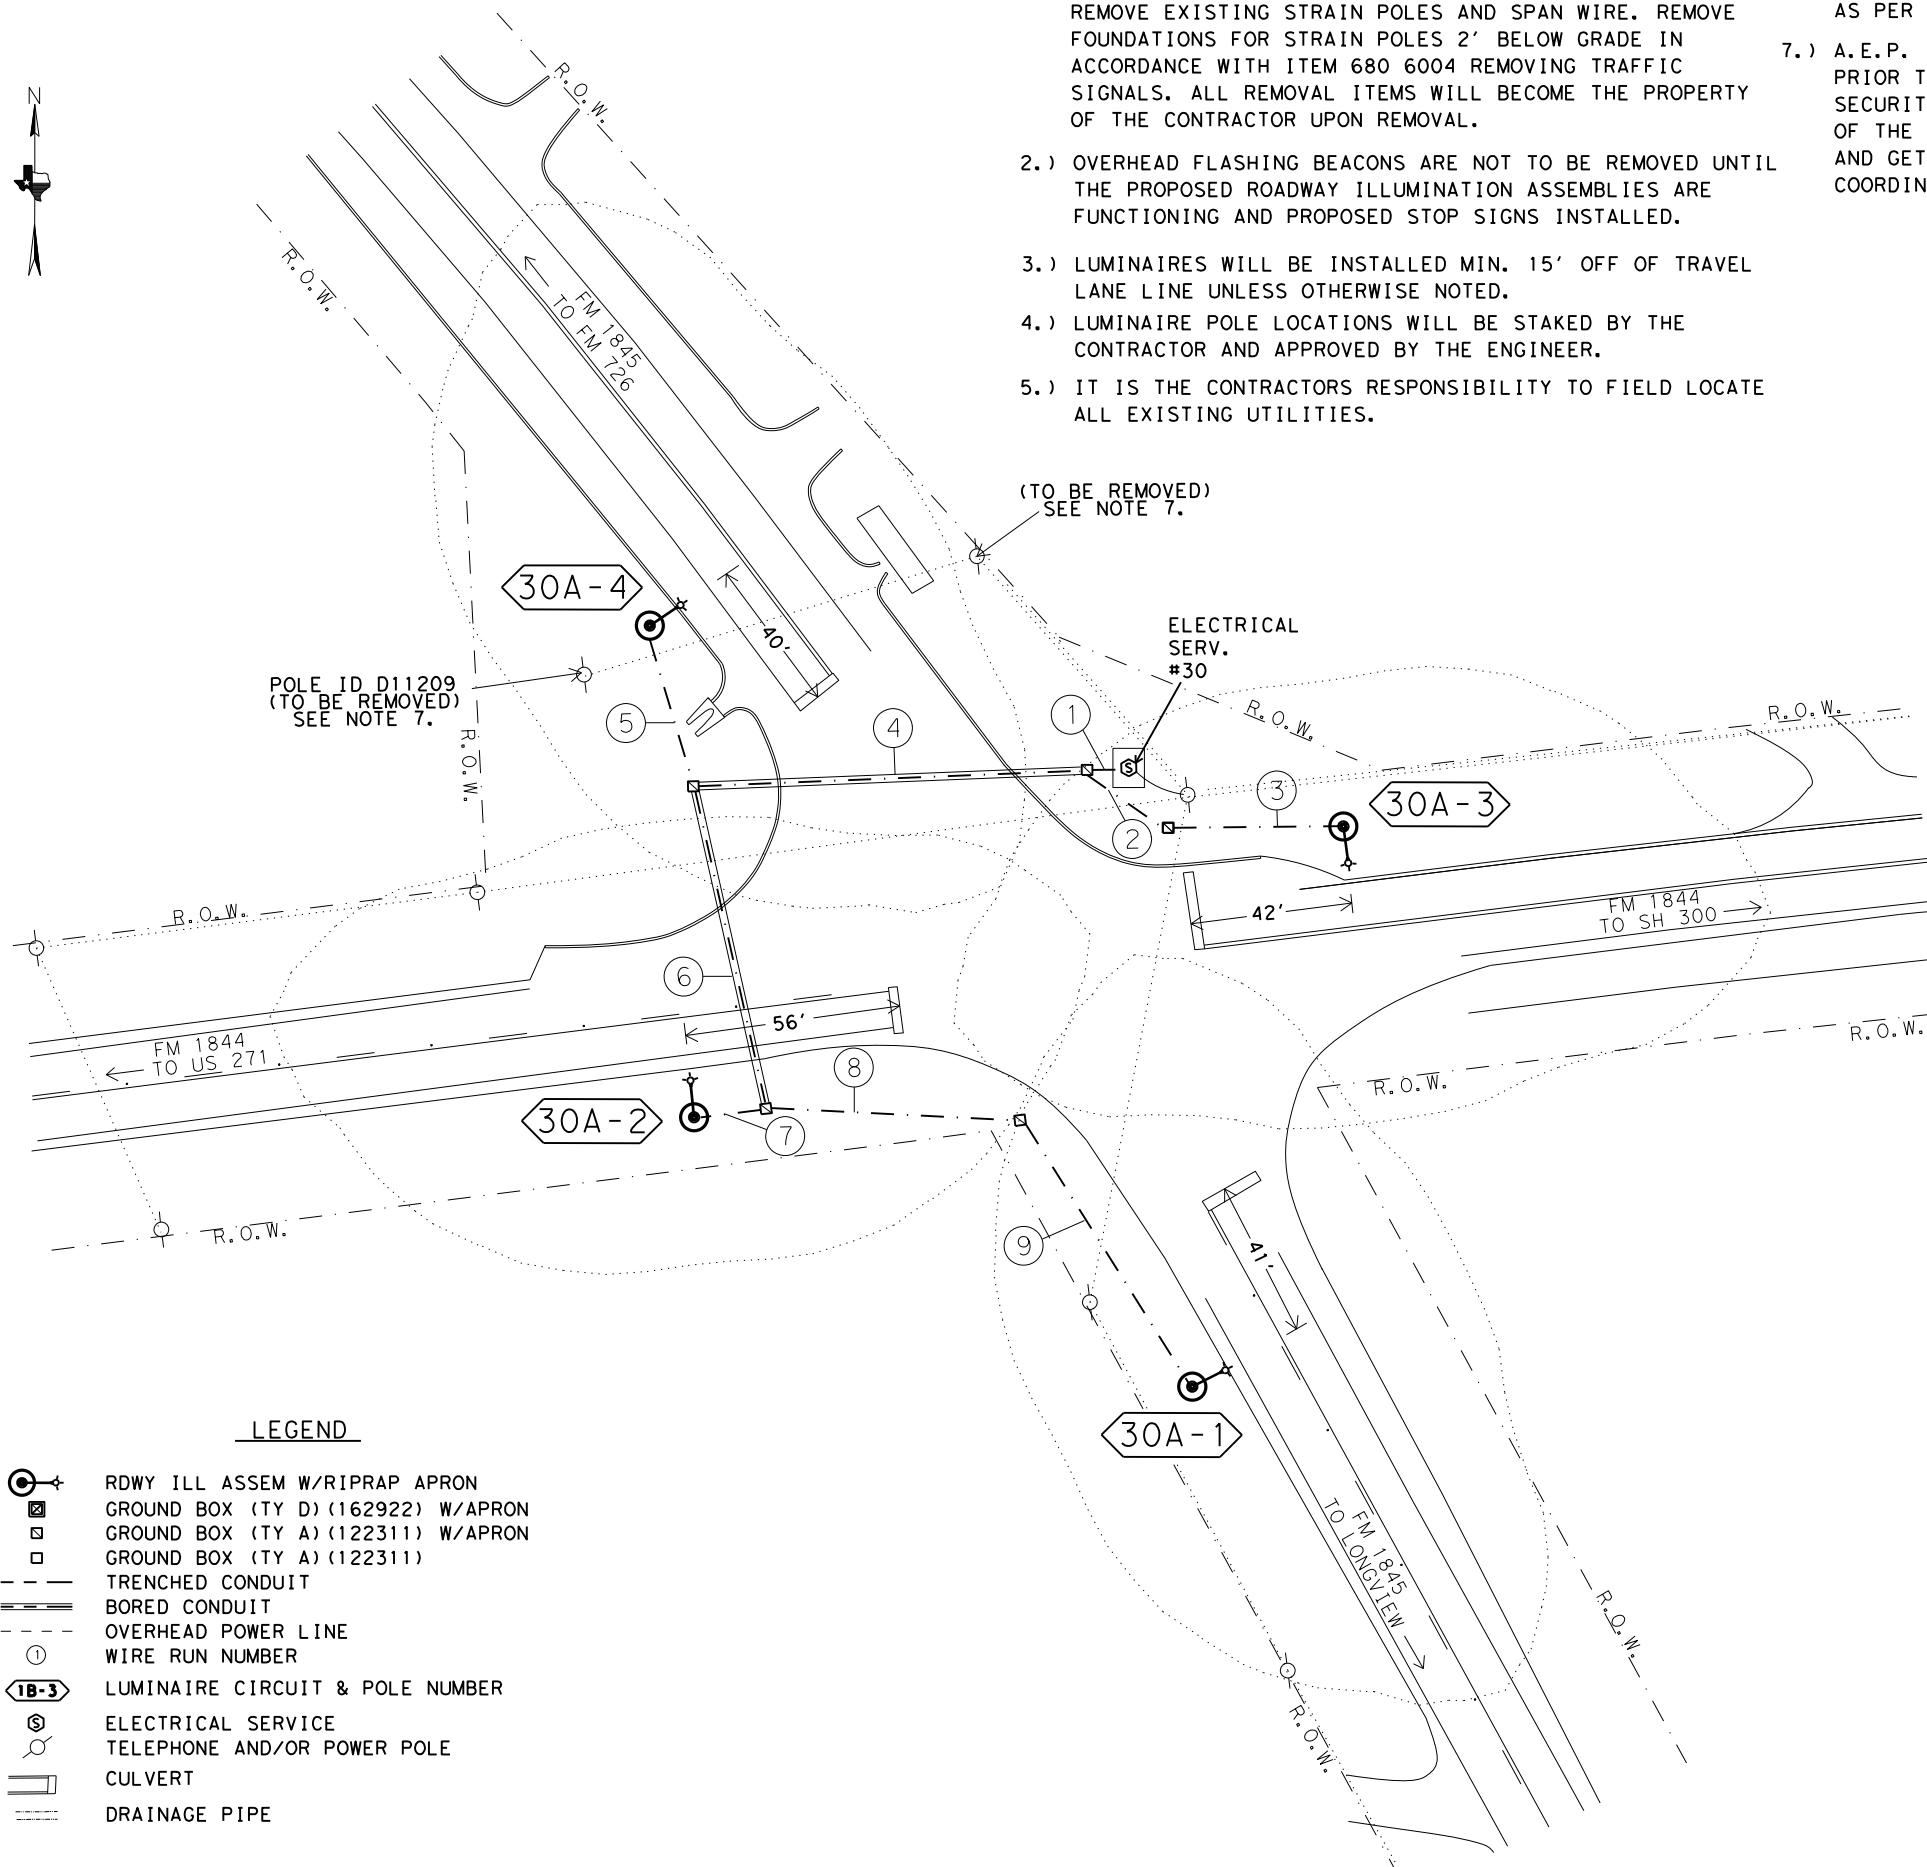 REMOVE EXISTING STRAIN POLES AND SPAN WIRE. REMOVE
FOUNDATIONS FOR STRAIN POLES 2' BELOW GRADE IN
ACCORDANCE WITH ITEM 680 6004 REMOVING TRAFFIC
SIGNALS. ALL REMOVAL ITEMS WILL BECOME THE PROPERTY
OF THE CONTRACTOR UPON REMOVAL.
2.) OVERHEAD FLASHING BEACONS ARE NOT TO BE REMOVED UNTIL
THE PROPOSED ROADWAY ILLUMINATION ASSEMBLIES ARE
FUNCTIONING AND PROPOSED STOP SIGNS INSTALLED.
3.) LUMINAIRES WILL BE INSTALLED MIN. 15' OFF OF TRAVEL
LANE LINE UNLESS OTHERWISE NOTED.
4.) LUMINAIRE POLE LOCATIONS WILL BE STAKED BY THE
CONTRACTOR AND APPROVED BY THE ENGINEER.
5.) IT IS THE CONTRACTORS RESPONSIBILITY TO FIELD LOCATE
ALL EXISTING UTILITIES.
AS PER
7.) A.E.P.
PRIOR T
SECURIT
OF THE
AND GET
COORDIN
N
R.O.W.
R.O.W.
FM 1845
TO FM 726
(TO BE REMOVED)
SEE NOTE 7.
30A-4
40'
ELECTRICAL
SERV.
#30
POLE ID D11209
(TO BE REMOVED)
SEE NOTE 7.
R.O.W.
5
4
1
S
R.O.W.
R.O.W.
3
30A-3
2
R.O.W.
42'
FM 1844
TO SH 300
6
56'
FM 1844
TO US 271
R.O.W.
R.O.W.
8
30A-2
7
R.O.W.
9
41'
30A-1
FM 1845
TO LONGVIEW
R.O.W.
R.O.W.
LEGEND
RDWY ILL ASSEM W/RIPRAP APRON
GROUND BOX (TY D)(162922) W/APRON
GROUND BOX (TY A)(122311) W/APRON
GROUND BOX (TY A)(122311)
TRENCHED CONDUIT
BORED CONDUIT
OVERHEAD POWER LINE
1 WIRE RUN NUMBER
1B-3 LUMINAIRE CIRCUIT & POLE NUMBER
S ELECTRICAL SERVICE
TELEPHONE AND/OR POWER POLE
CULVERT
DRAINAGE PIPE